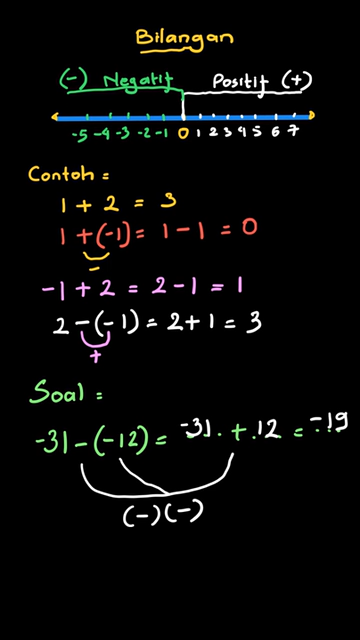 Bilangan
(-) Negatif Positif (+)
-5 -4 -3 -2 -1 0 1 2 3 4 5 6 7
Contoh =
1 + 2 = 3
1 + (-1) = 1 - 1 = 0
-
-1 + 2 = 2 - 1 = 1
2 - (-1) = 2 + 1 = 3
+
Soal =
-31 - (-12) = -31 + 12 = -19
(-)(-)